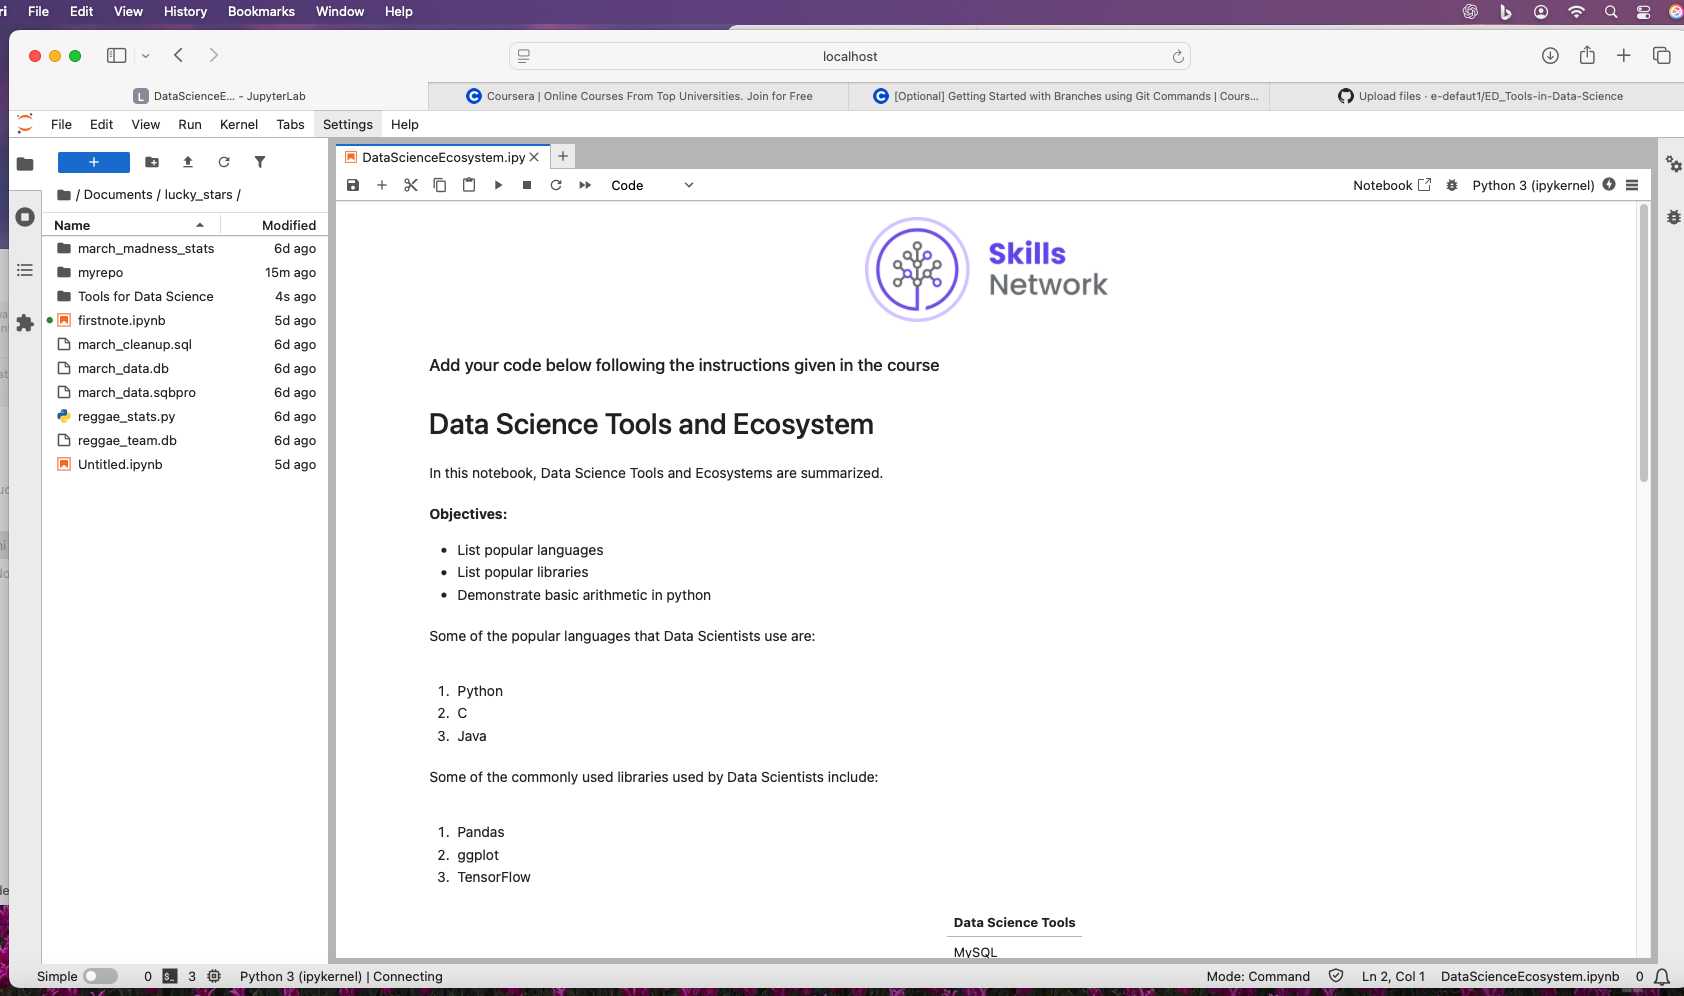 ri File Edit View History Bookmarks Window Help
localhost
L DataScienceE... - JupyterLab
Coursera | Online Courses From Top Universities. Join for Free
[Optional] Getting Started with Branches using Git Commands | Cours...
Upload files · e-defaut1/ED_Tools-in-Data-Science
File Edit View Run Kernel Tabs Settings Help
DataScienceEcosystem.ipy
/ Documents / lucky_stars /
Code
Notebook
Python 3 (ipykernel)
Name Modified
march_madness_stats 6d ago
myrepo 15m ago
Tools for Data Science 4s ago
firstnote.ipynb 5d ago
march_cleanup.sql 6d ago
march_data.db 6d ago
march_data.sqbpro 6d ago
reggae_stats.py 6d ago
reggae_team.db 6d ago
Untitled.ipynb 5d ago
Skills
Network
Add your code below following the instructions given in the course
Data Science Tools and Ecosystem
In this notebook, Data Science Tools and Ecosystems are summarized.
Objectives:
• List popular languages
• List popular libraries
• Demonstrate basic arithmetic in python
Some of the popular languages that Data Scientists use are:
1. Python
2. C
3. Java
Some of the commonly used libraries used by Data Scientists include:
1. Pandas
2. ggplot
3. TensorFlow
Data Science Tools
MySQL
Simple 0 3 Python 3 (ipykernel) | Connecting
Mode: Command Ln 2, Col 1 DataScienceEcosystem.ipynb 0